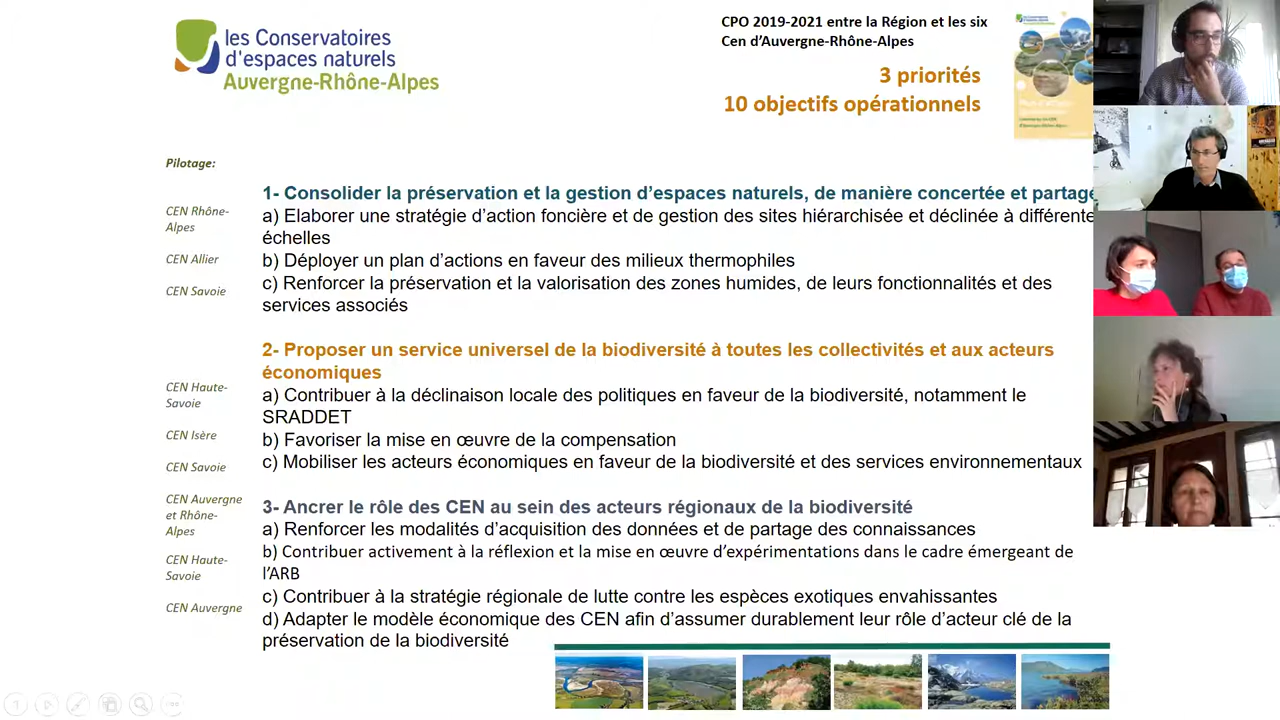 les Conservatoires
d'espaces naturels
Auvergne-Rhône-Alpes
CPO 2019-2021 entre la Région et les six
Cen d'Auvergne-Rhône-Alpes
3 priorités
10 objectifs opérationnels
Pilotage:
1- Consolider la préservation et la gestion d'espaces naturels, de manière concertée et partagé
CEN Rhône-
Alpes
a) Elaborer une stratégie d'action foncière et de gestion des sites hiérarchisée et déclinée à différente
échelles
CEN Allier
b) Déployer un plan d'actions en faveur des milieux thermophiles
CEN Savoie
c) Renforcer la préservation et la valorisation des zones humides, de leurs fonctionnalités et des
services associés
2- Proposer un service universel de la biodiversité à toutes les collectivités et aux acteurs
économiques
CEN Haute-
Savoie
a) Contribuer à la déclinaison locale des politiques en faveur de la biodiversité, notamment le
SRADDET
CEN Isère
b) Favoriser la mise en œuvre de la compensation
CEN Savoie
c) Mobiliser les acteurs économiques en faveur de la biodiversité et des services environnementaux
3- Ancrer le rôle des CEN au sein des acteurs régionaux de la biodiversité
CEN Auvergne
et Rhône-
Alpes
a) Renforcer les modalités d'acquisition des données et de partage des connaissances
CEN Haute-
Savoie
b) Contribuer activement à la réflexion et la mise en œuvre d'expérimentations dans le cadre émergeant de
l'ARB
CEN Auvergne
c) Contribuer à la stratégie régionale de lutte contre les espèces exotiques envahissantes
d) Adapter le modèle économique des CEN afin d'assumer durablement leur rôle d'acteur clé de la
préservation de la biodiversité